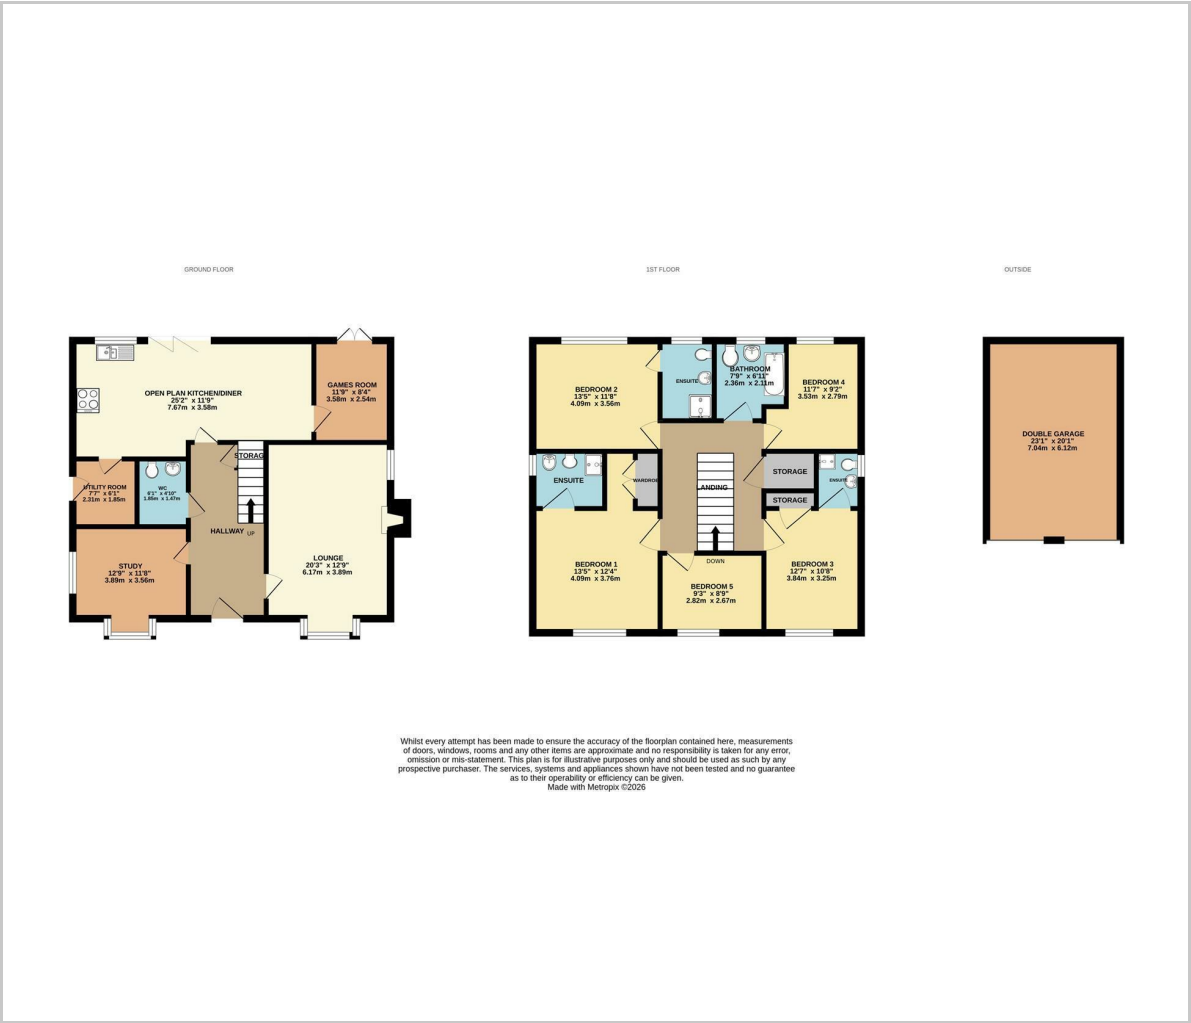 GROUND FLOOR
OPEN PLAN KITCHEN/DINER
25'2" x 11'9"
7.67m x 3.58m
GAMES ROOM
11'9" x 8'4"
3.58m x 2.54m
STORAG
UTILITY ROOM
7'7" x 6'1"
2.31m x 1.85m
WC
6'1" x 4'10"
1.85m x 1.47m
HALLWAY
UP
STUDY
12'9" x 11'8"
3.89m x 3.56m
LOUNGE
20'3" x 12'9"
6.17m x 3.89m
1ST FLOOR
BEDROOM 2
13'5" x 11'8"
4.09m x 3.56m
ENSUITE
BATHROOM
7'9" x 6'11"
2.36m x 2.11m
BEDROOM 4
11'7" x 9'2"
3.53m x 2.79m
ENSUITE
WARDROBE
LANDING
STORAGE
ENSUITE
STORAGE
BEDROOM 1
13'5" x 12'4"
4.09m x 3.76m
DOWN
BEDROOM 5
9'3" x 8'9"
2.82m x 2.67m
BEDROOM 3
12'7" x 10'8"
3.84m x 3.25m
OUTSIDE
DOUBLE GARAGE
23'1" x 20'1"
7.04m x 6.12m
Whilst every attempt has been made to ensure the accuracy of the floorplan contained here, measurements
of doors, windows, rooms and any other items are approximate and no responsibility is taken for any error,
omission or mis-statement. This plan is for illustrative purposes only and should be used as such by any
prospective purchaser. The services, systems and appliances shown have not been tested and no guarantee
as to their operability or efficiency can be given.
Made with Metropix ©2026